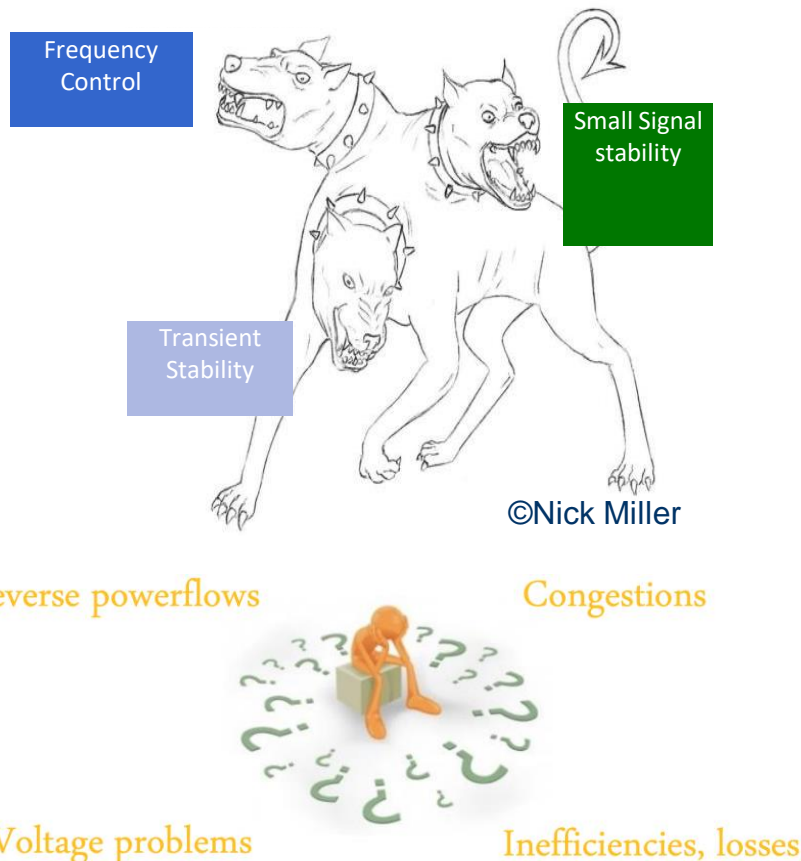 Frequency
Control
Small Signal
stability
Transient
Stability
©Nick Miller
everse powerflows
Congestions
Voltage problems
Inefficiencies, losses